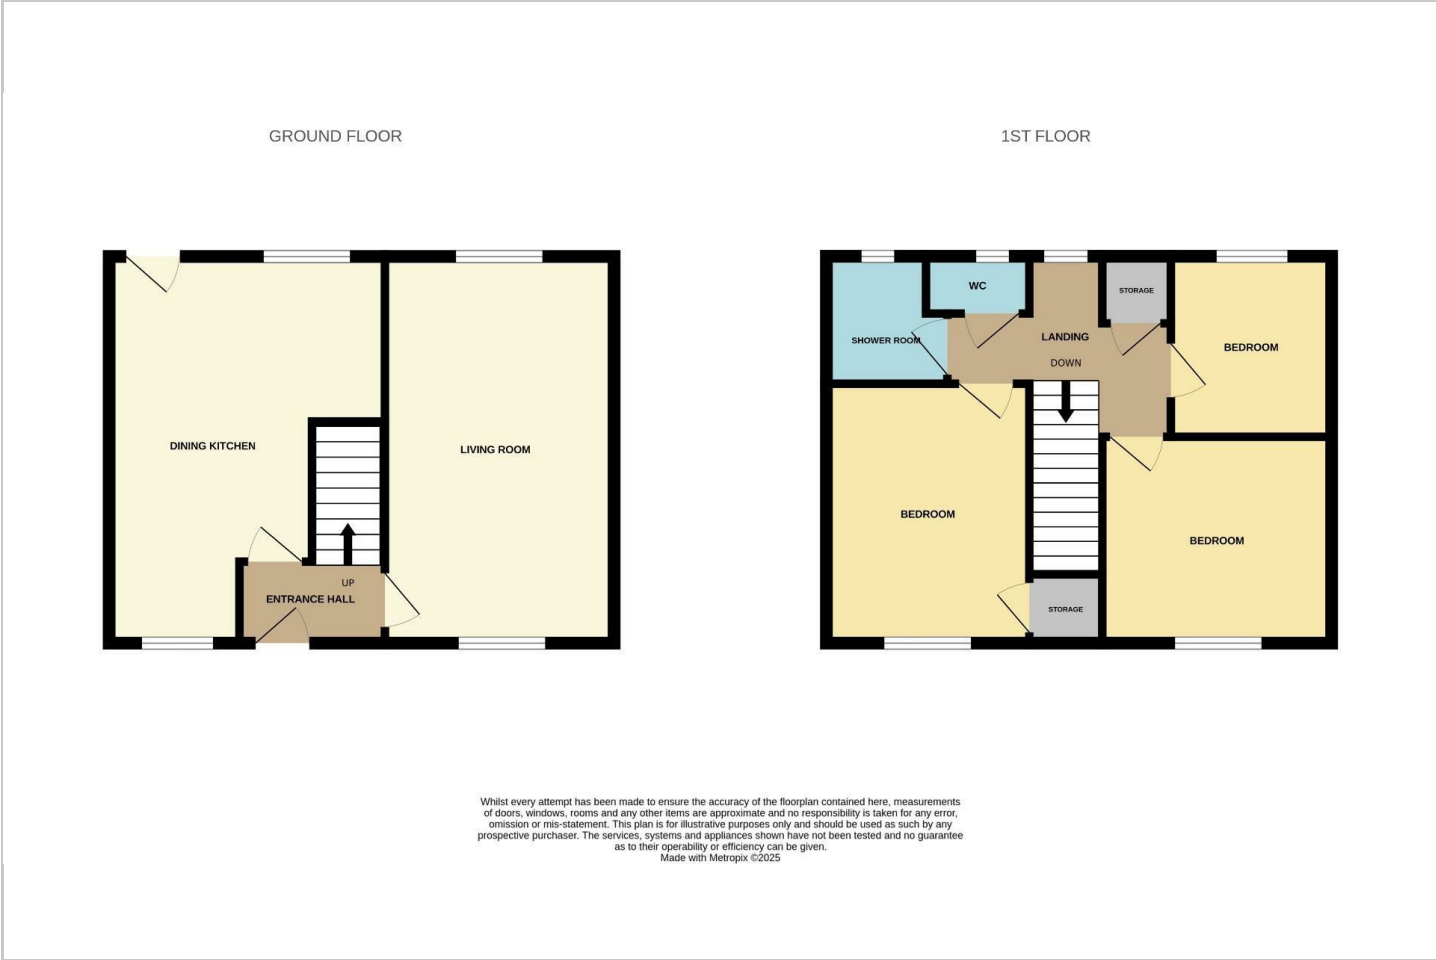 GROUND FLOOR
1ST FLOOR
DINING KITCHEN
LIVING ROOM
UP
ENTRANCE HALL
WC
STORAGE
SHOWER ROOM
LANDING
DOWN
BEDROOM
BEDROOM
BEDROOM
STORAGE
Whilst every attempt has been made to ensure the accuracy of the floorplan contained here, measurements
of doors, windows, rooms and any other items are approximate and no responsibility is taken for any error,
omission or mis-statement. This plan is for illustrative purposes only and should be used as such by any
prospective purchaser. The services, systems and appliances shown have not been tested and no guarantee
as to their operability or efficiency can be given.
Made with Metropix ©2025